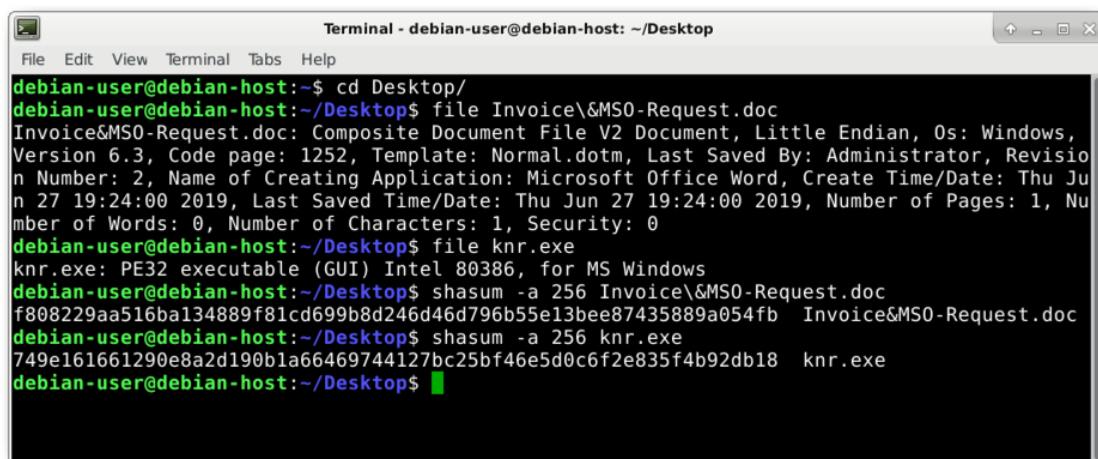 Terminal - debian-user@debian-host: ~/Desktop
File Edit View Terminal Tabs Help
debian-user@debian-host:~$ cd Desktop/
debian-user@debian-host:~/Desktop$ file Invoice\&MSO-Request.doc
Invoice&MSO-Request.doc: Composite Document File V2 Document, Little Endian, Os: Windows,
Version 6.3, Code page: 1252, Template: Normal.dotm, Last Saved By: Administrator, Revisio
n Number: 2, Name of Creating Application: Microsoft Office Word, Create Time/Date: Thu Ju
n 27 19:24:00 2019, Last Saved Time/Date: Thu Jun 27 19:24:00 2019, Number of Pages: 1, Nu
mber of Words: 0, Number of Characters: 1, Security: 0
debian-user@debian-host:~/Desktop$ file knr.exe
knr.exe: PE32 executable (GUI) Intel 80386, for MS Windows
debian-user@debian-host:~/Desktop$ shasum -a 256 Invoice\&MSO-Request.doc
f808229aa516ba134889f81cd699b8d246d46d796b55e13bee87435889a054fb  Invoice&MSO-Request.doc
debian-user@debian-host:~/Desktop$ shasum -a 256 knr.exe
749e161661290e8a2d190b1a66469744127bc25bf46e5d0c6f2e835f4b92db18  knr.exe
debian-user@debian-host:~/Desktop$